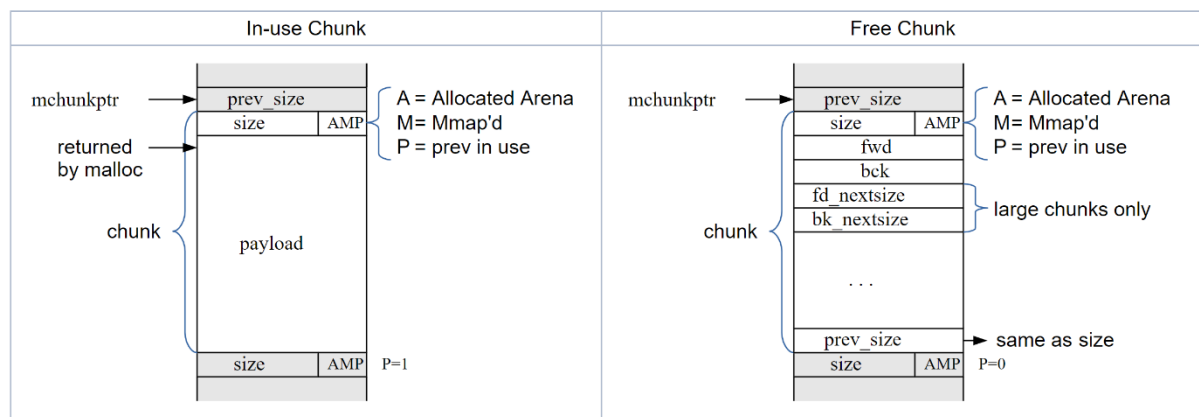 In-use Chunk
mchunkptr
prev_size
size
AMP
A = Allocated Arena
M= Mmap'd
P = prev in use
returned
by malloc
chunk
payload
size
AMP
P=1
Free Chunk
mchunkptr
prev_size
size
AMP
A = Allocated Arena
M= Mmap'd
P = prev in use
fwd
bck
fd_nextsize
bk_nextsize
large chunks only
chunk
. . .
prev_size
same as size
size
AMP
P=0